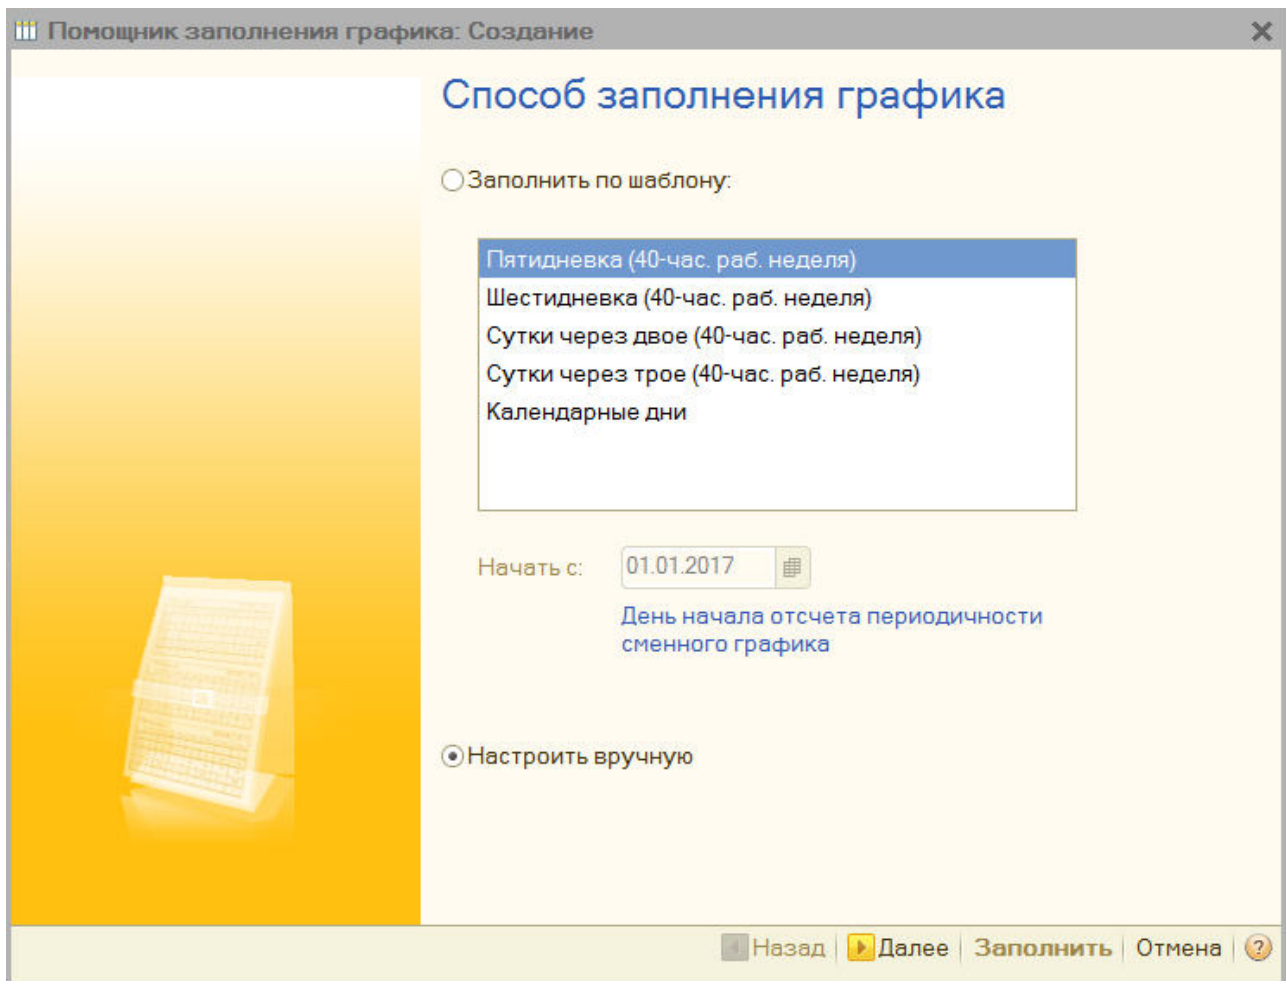 Помощник заполнения графика: Создание
Способ заполнения графика
Заполнить по шаблону:
Пятидневка (40-час. раб. неделя)
Шестидневка (40-час. раб. неделя)
Сутки через двое (40-час. раб. неделя)
Сутки через трое (40-час. раб. неделя)
Календарные дни
Начать с: 01.01.2017
День начала отсчета периодичности
сменного графика
Настроить вручную
Назад Далее Заполнить Отмена ?